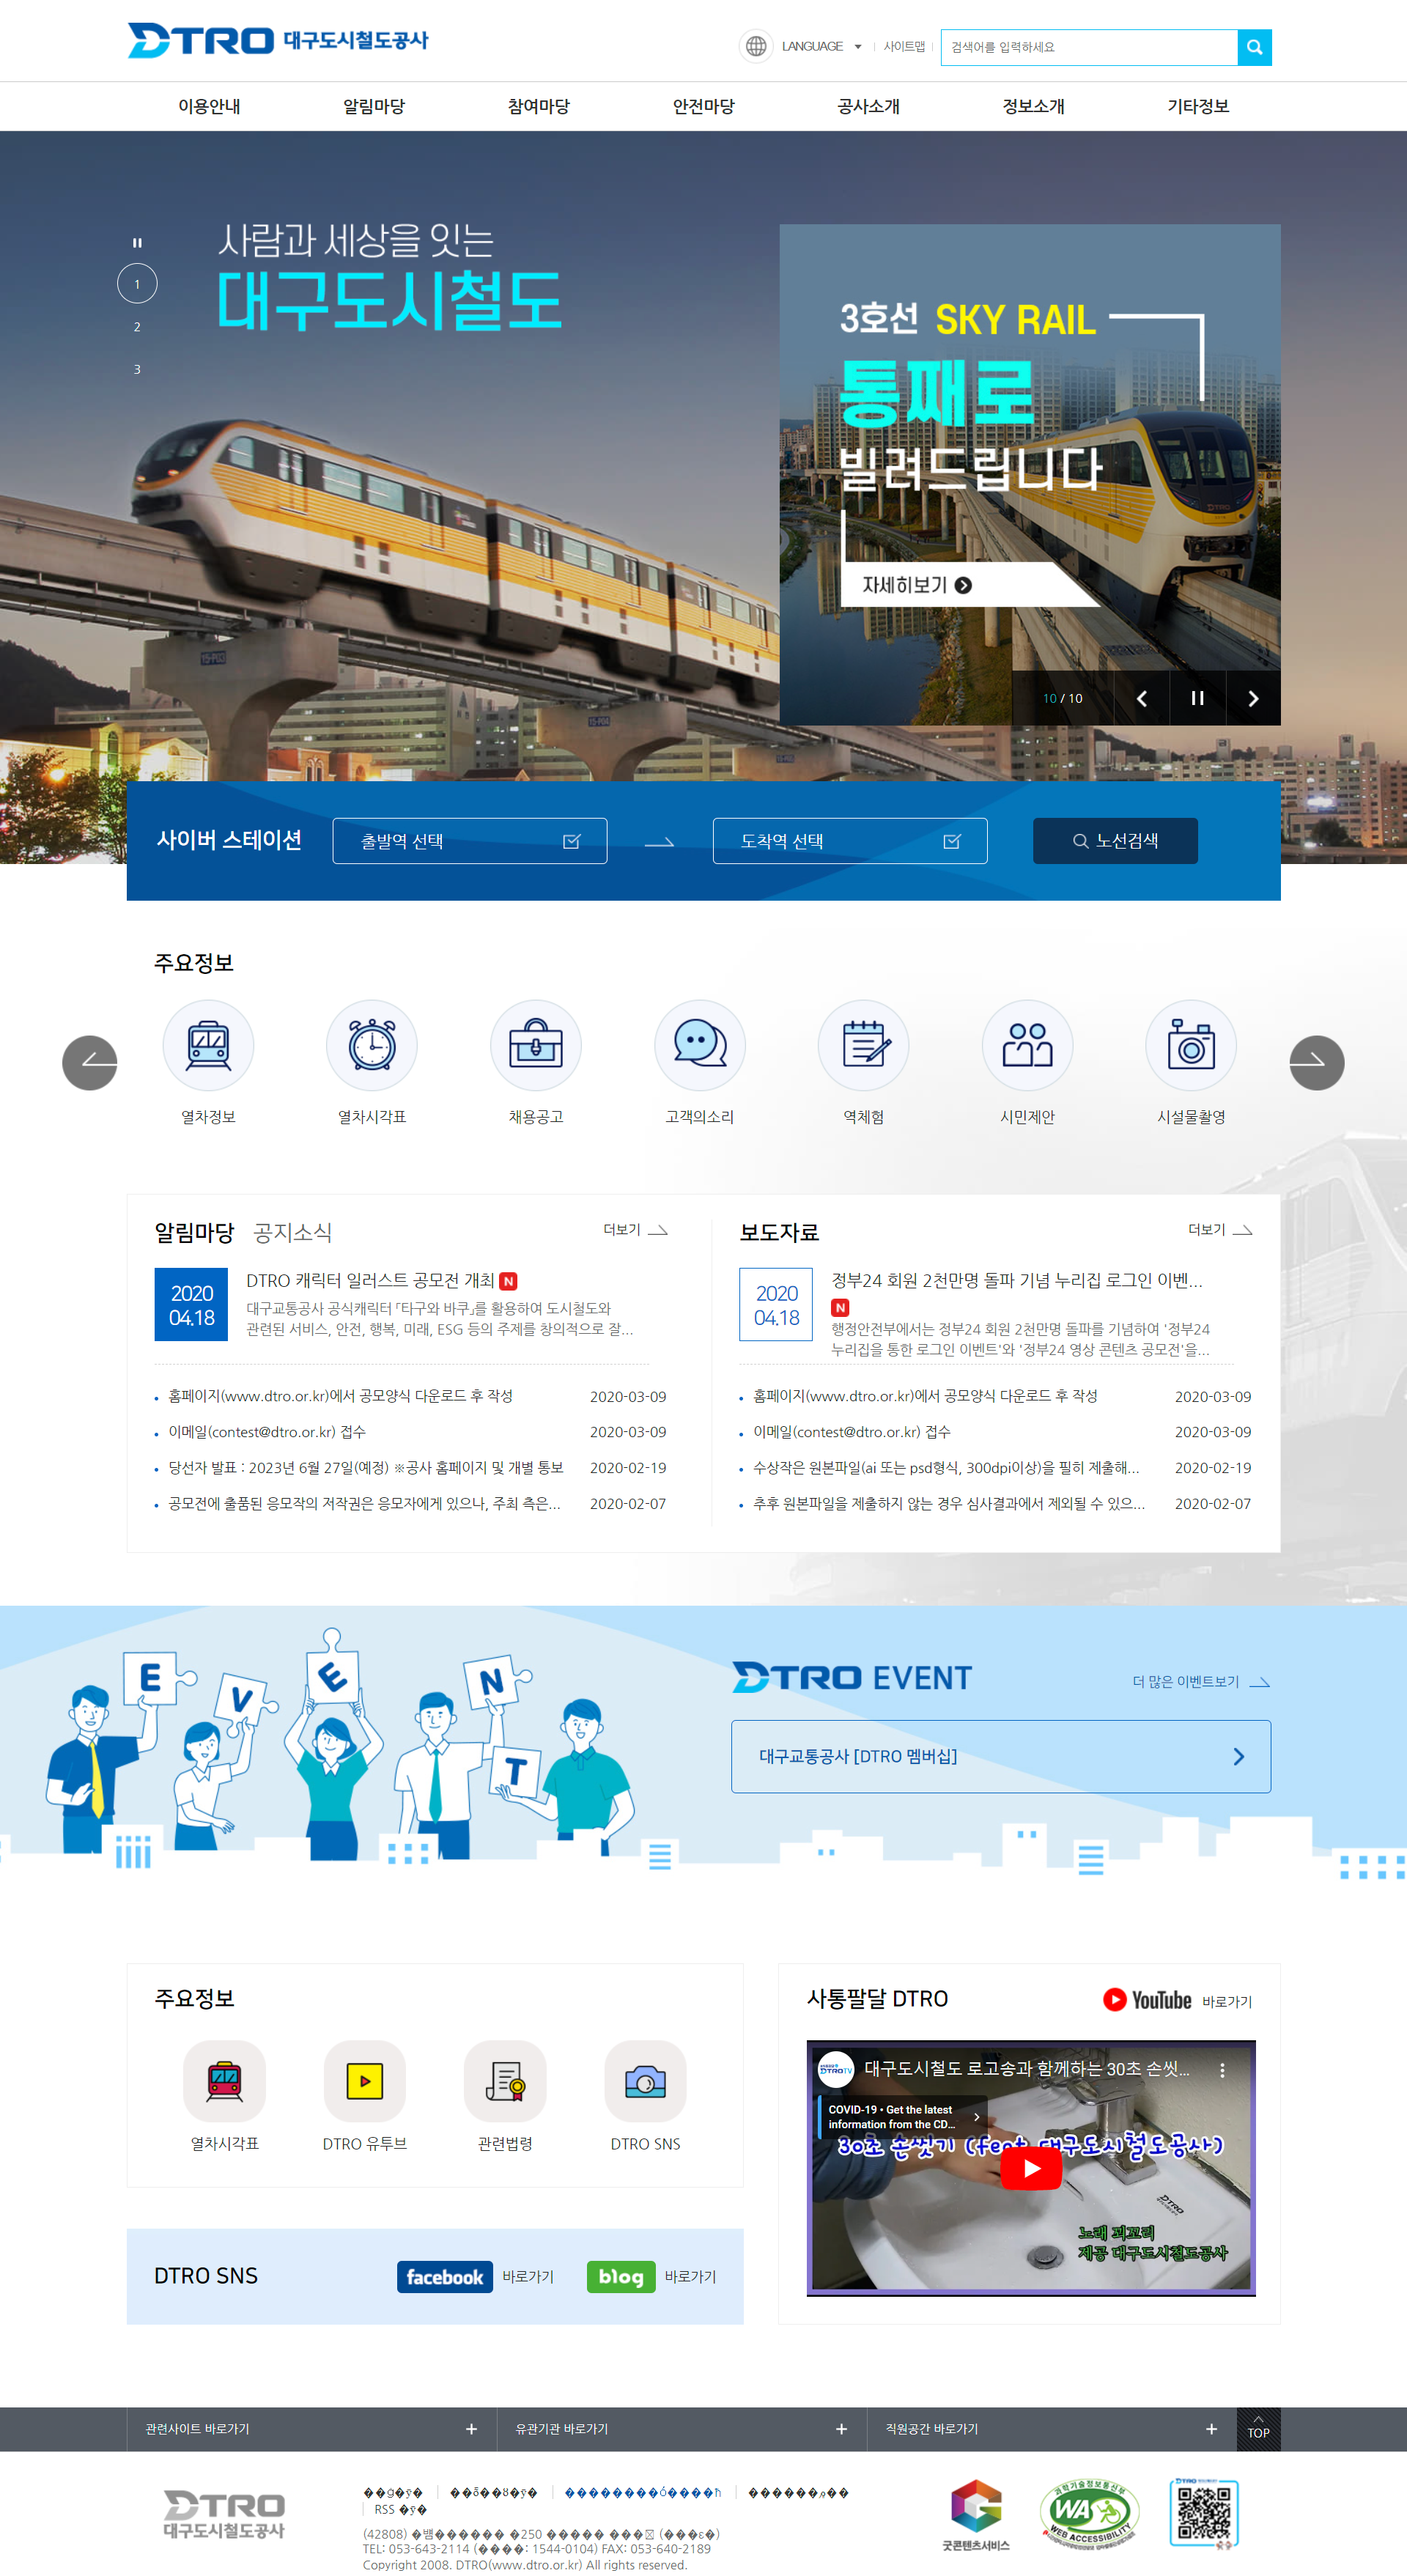 DTRO 대구도시철도공사
LANGUAGE
사이트맵
검색어를 입력하세요
이용안내
알림마당
참여마당
안전마당
공사소개
정보소개
기타정보
사람과 세상을 잇는
대구도시철도
1
2
3
3호선 SKY RAIL
통째로
빌려드립니다
자세히보기
10 / 10
사이버 스테이션
출발역 선택
도착역 선택
노선검색
주요정보
열차정보
열차시각표
채용공고
고객의소리
역체험
시민제안
시설물촬영
알림마당 공지소식
더보기
2020
04.18
DTRO 캐릭터 일러스트 공모전 개최 N
대구교통공사 공식캐릭터 「타구와 바쿠」를 활용하여 도시철도와
관련된 서비스, 안전, 행복, 미래, ESG 등의 주제를 창의적으로 잘...
홈페이지(www.dtro.or.kr)에서 공모양식 다운로드 후 작성 2020-03-09
이메일(contest@dtro.or.kr) 접수 2020-03-09
당선자 발표 : 2023년 6월 27일(예정) ※공사 홈페이지 및 개별 통보 2020-02-19
공모전에 출품된 응모작의 저작권은 응모자에게 있으나, 주최 측은... 2020-02-07
보도자료
더보기
2020
04.18
정부24 회원 2천만명 돌파 기념 누리집 로그인 이벤...
N
행정안전부에서는 정부24 회원 2천만명 돌파를 기념하여 '정부24
누리집을 통한 로그인 이벤트'와 '정부24 영상 콘텐츠 공모전'을...
홈페이지(www.dtro.or.kr)에서 공모양식 다운로드 후 작성 2020-03-09
이메일(contest@dtro.or.kr) 접수 2020-03-09
수상작은 원본파일(ai 또는 psd형식, 300dpi이상)을 필히 제출해... 2020-02-19
추후 원본파일을 제출하지 않는 경우 심사결과에서 제외될 수 있으... 2020-02-07
EVENT
DTRO EVENT
더 많은 이벤트보기
대구교통공사 [DTRO 멤버십]
주요정보
열차시각표
DTRO 유투브
관련법령
DTRO SNS
DTRO SNS
facebook 바로가기
blog 바로가기
사통팔달 DTRO
YouTube 바로가기
DTROTV
대구도시철도 로고송과 함께하는 30초 손씻...
COVID-19 • Get the latest
information from the CD...
30초 손씻기 (feat. 대구도시철도공사)
DTRO
노래 꾀꼬리
제공 대구도시철도공사
관련사이트 바로가기
유관기관 바로가기
직원공간 바로가기
TOP
DTRO
대구도시철도공사
RSS
(42808) �250
TEL: 053-643-2114 (����: 1544-0104) FAX: 053-640-2189
Copyright 2008. DTRO(www.dtro.or.kr) All rights reserved.
굿콘텐츠서비스
과학기술정보통신부
WA
WEB ACCESSIBILITY